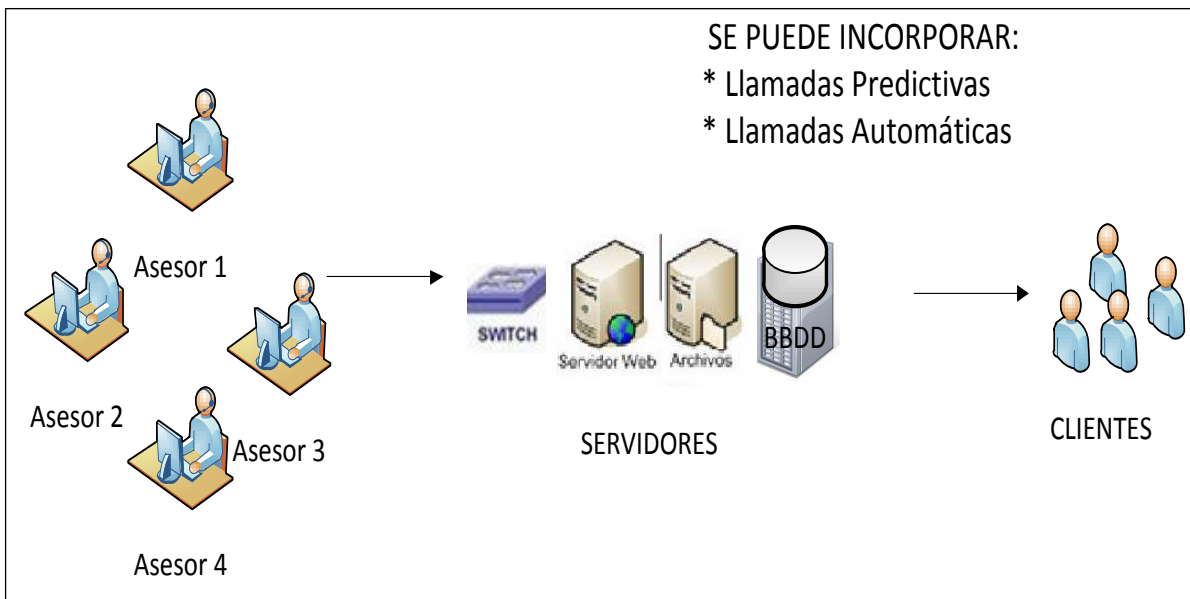 SE PUEDE INCORPORAR:
* Llamadas Predictivas
* Llamadas Automáticas
Asesor 1
Asesor 2
Asesor 3
Asesor 4
SWITCH
Servidor Web
Archivos
BBDD
SERVIDORES
CLIENTES